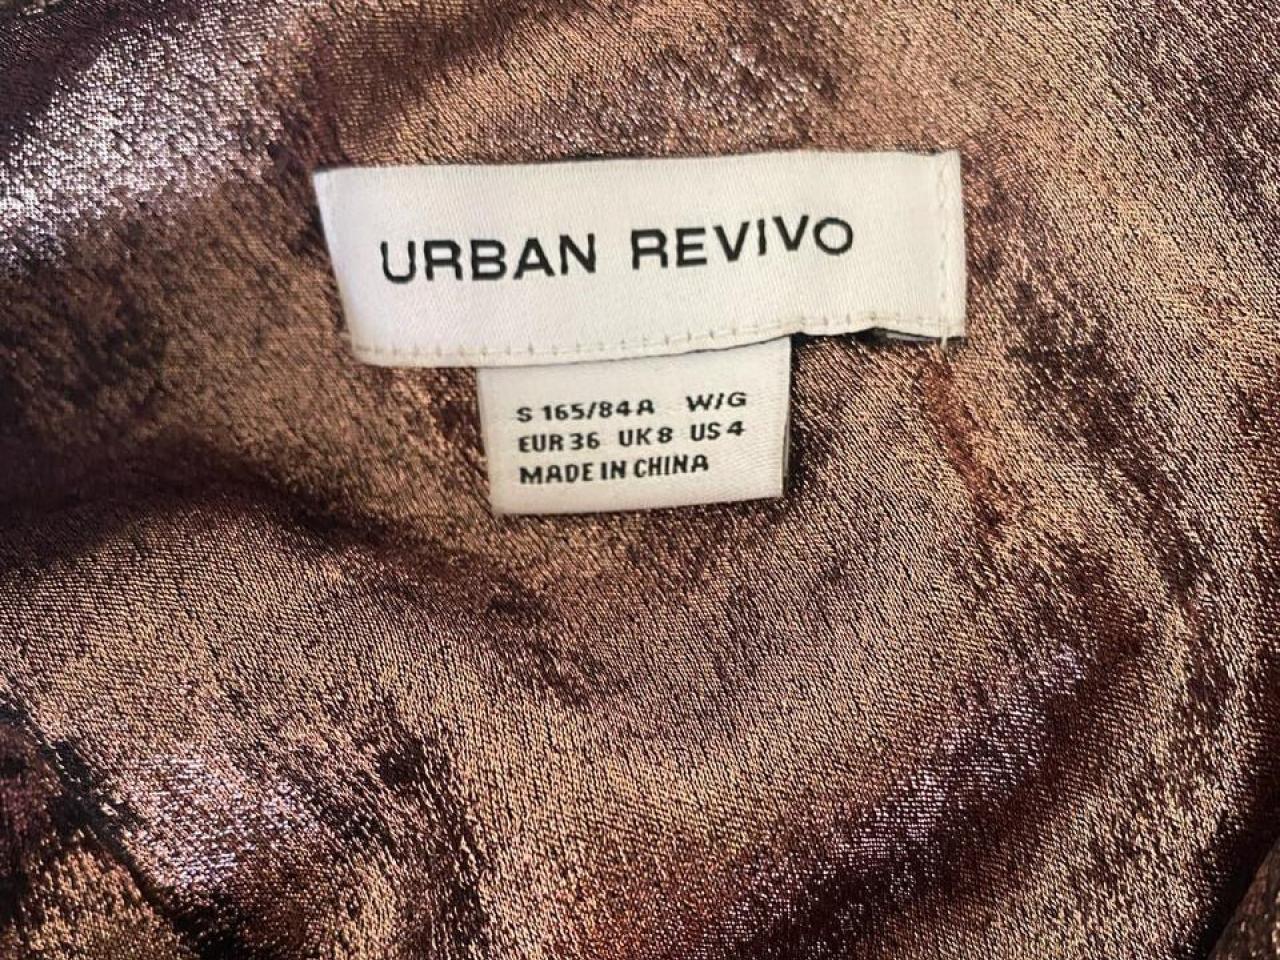 URBAN REVIVO
S 165/84A W/G
EUR 36 UK 8 US 4
MADE IN CHINA